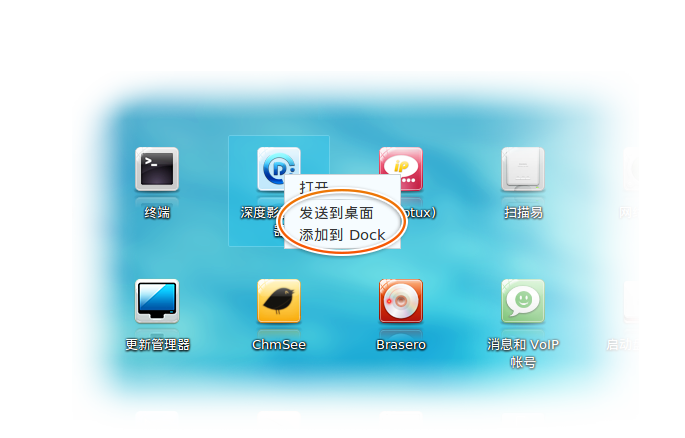 打开
发送到桌面
添加到 Dock
终端
深度影
扫描易
更新管理器
ChmSee
Brasero
消息和 VoIP
帐号